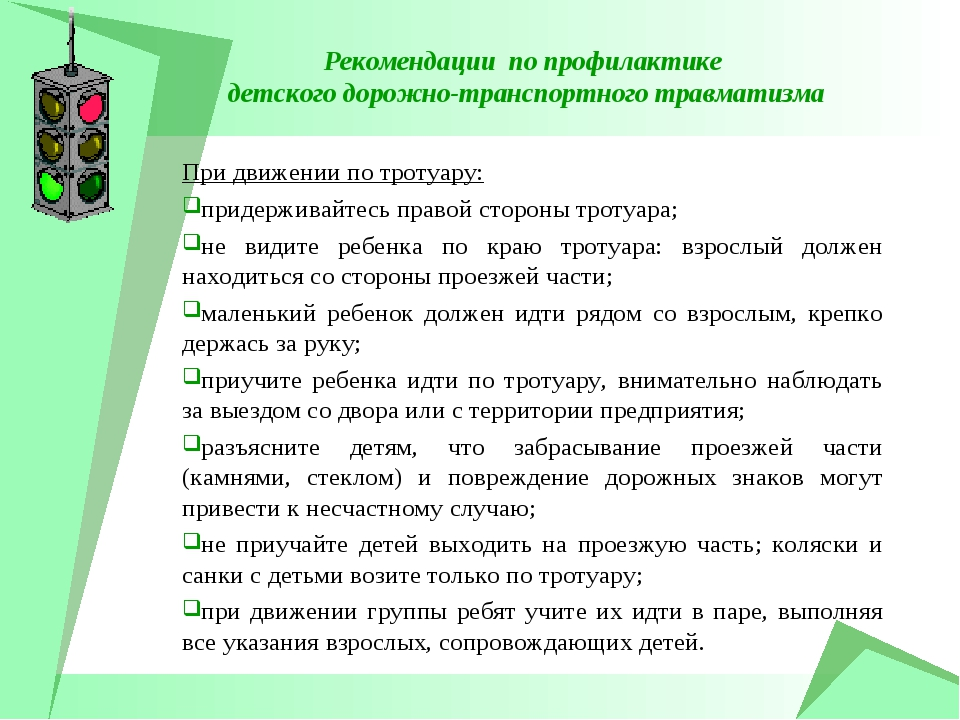 Рекомендации по профилактике
детского дорожно-транспортного травматизма
При движении по тротуару:
придерживайтесь правой стороны тротуара;
не видите ребенка по краю тротуара: взрослый должен
находиться со стороны проезжей части;
маленький ребенок должен идти рядом со взрослым, крепко
держась за руку;
приучите ребенка идти по тротуару, внимательно наблюдать
за выездом со двора или с территории предприятия;
разъясните детям, что забрасывание проезжей части
(камнями, стеклом) и повреждение дорожных знаков могут
привести к несчастному случаю;
не приучайте детей выходить на проезжую часть; коляски и
санки с детьми возите только по тротуару;
при движении группы ребят учите их идти в паре, выполняя
все указания взрослых, сопровождающих детей.